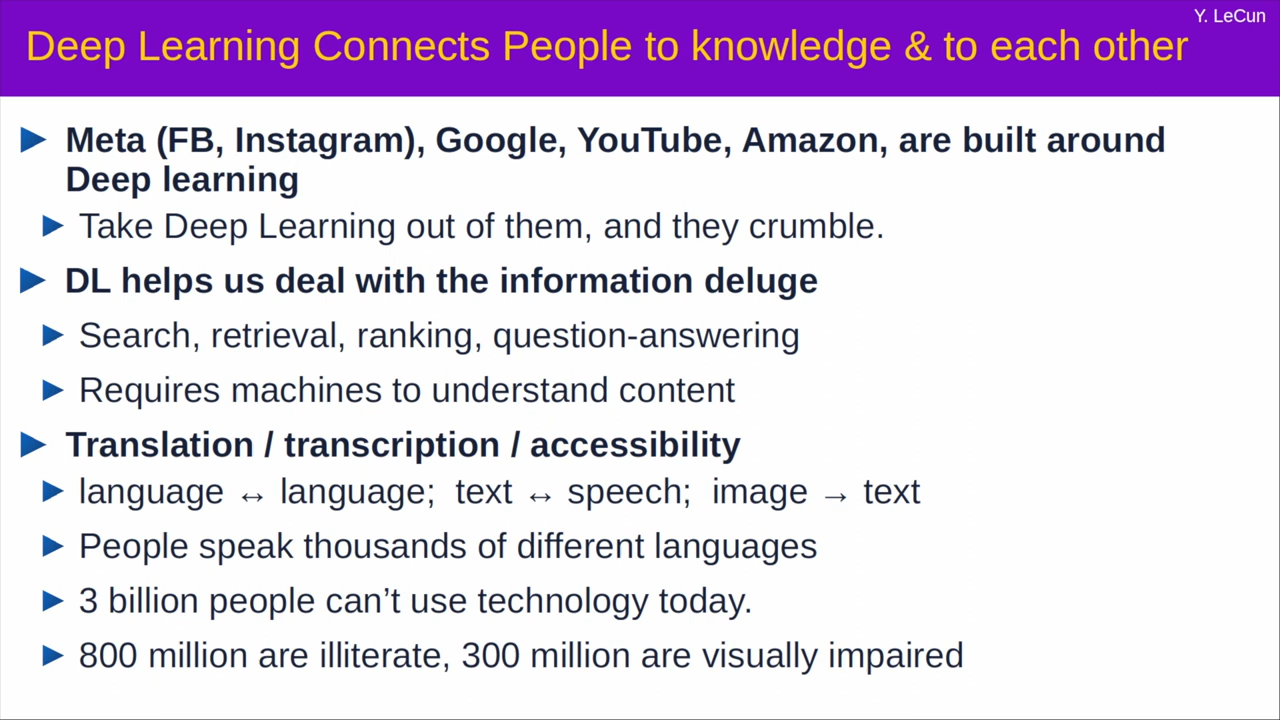 Y. LeCun
Deep Learning Connects People to knowledge & to each other
Meta (FB, Instagram), Google, YouTube, Amazon, are built around
Deep learning
Take Deep Learning out of them, and they crumble.
DL helps us deal with the information deluge
Search, retrieval, ranking, question-answering
Requires machines to understand content
Translation / transcription / accessibility
language ↔ language;  text ↔ speech;  image → text
People speak thousands of different languages
3 billion people can’t use technology today.
800 million are illiterate, 300 million are visually impaired